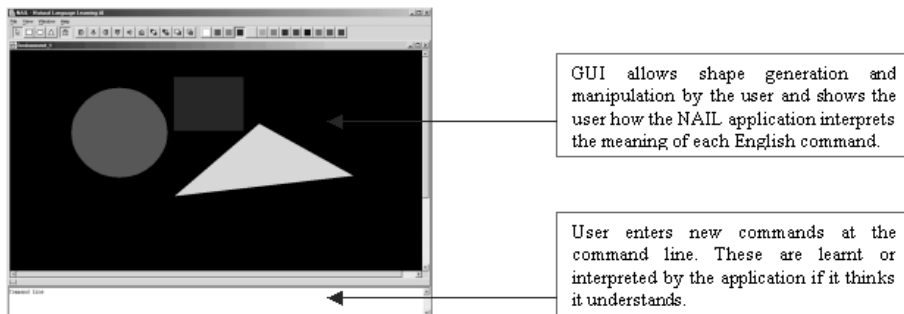 NAIL - Natural Language Learning AI
File View Window Help
Environment_1
Command line
GUI allows shape generation and
manipulation by the user and shows the
user how the NAIL application interprets
the meaning of each English command.
User enters new commands at the
command line. These are learnt or
interpreted by the application if it thinks
it understands.